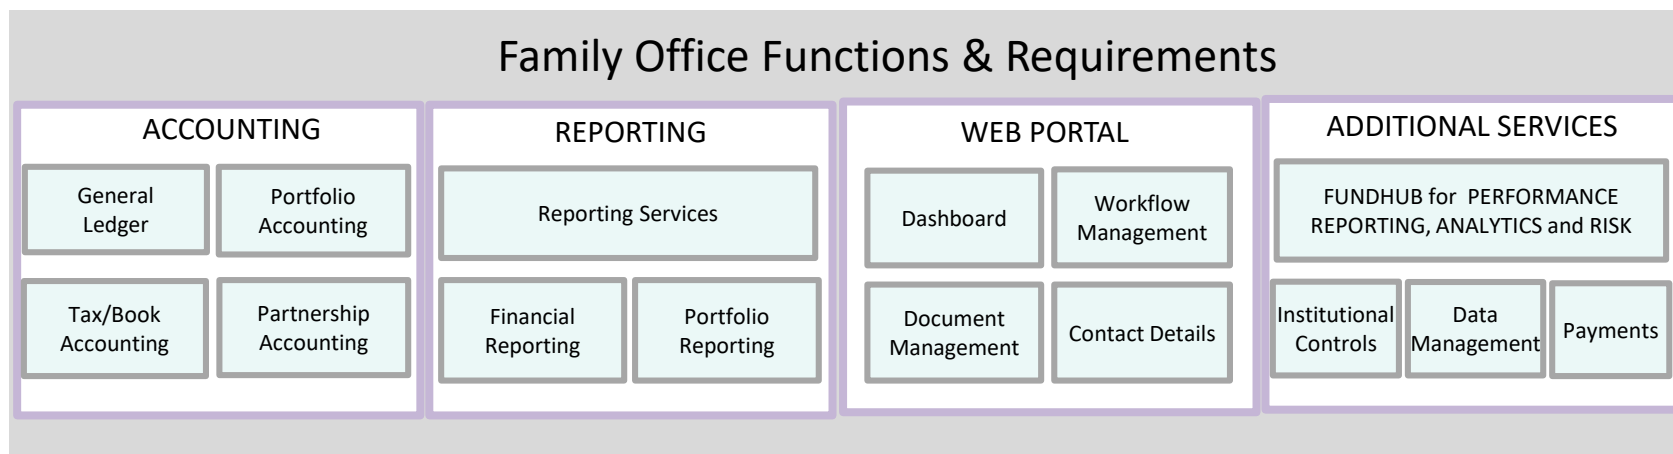 Family Office Functions & Requirements
ACCOUNTING
General
Ledger
Portfolio
Accounting
Tax/Book
Accounting
Partnership
Accounting
REPORTING
Reporting Services
Financial
Reporting
Portfolio
Reporting
WEB PORTAL
Dashboard
Workflow
Management
Document
Management
Contact Details
ADDITIONAL SERVICES
FUNDHUB for PERFORMANCE
REPORTING, ANALYTICS and RISK
Institutional
Controls
Data
Management
Payments